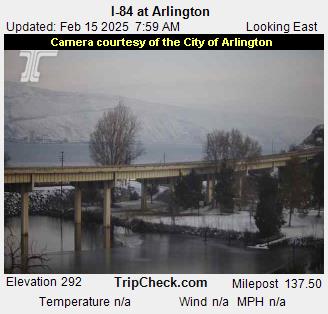 I-84 at Arlington
Updated: Feb 15 2025 7:59 AM Looking East
Camera courtesy of the City of Arlington
Elevation 292 TripCheck.com Milepost 137.50
Temperature n/a Wind n/a MPH n/a